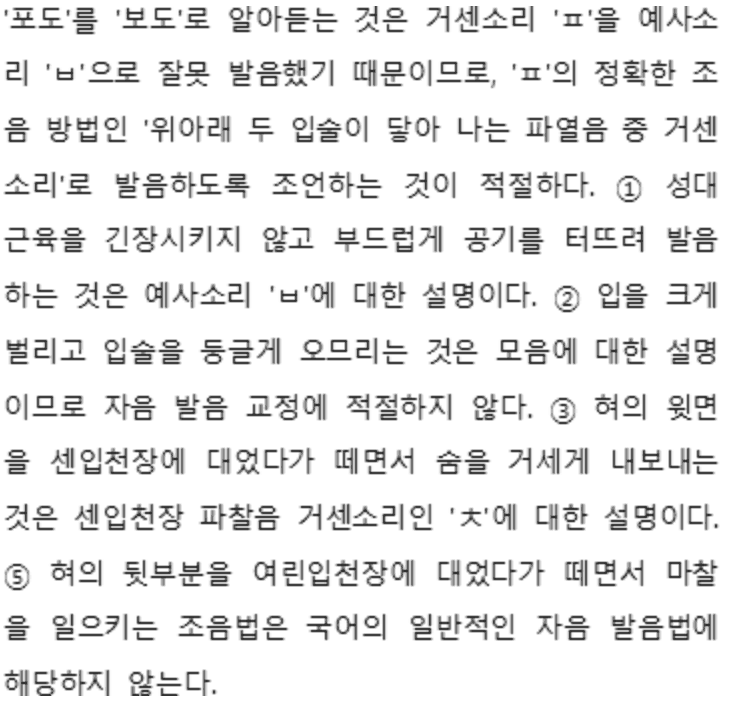 '포도'를 '보도'로 알아듣는 것은 거센소리 'ㅍ'을 예사소
리 'ㅂ'으로 잘못 발음했기 때문이므로, 'ㅍ'의 정확한 조
음 방법인 '위아래 두 입술이 닿아 나는 파열음 중 거센
소리'로 발음하도록 조언하는 것이 적절하다. ① 성대
근육을 긴장시키지 않고 부드럽게 공기를 터뜨려 발음
하는 것은 예사소리 'ㅂ'에 대한 설명이다. ② 입을 크게
벌리고 입술을 둥글게 오므리는 것은 모음에 대한 설명
이므로 자음 발음 교정에 적절하지 않다. ③ 혀의 윗면
을 센입천장에 대었다가 떼면서 숨을 거세게 내보내는
것은 센입천장 파찰음 거센소리인 'ㅊ'에 대한 설명이다.
⑤ 혀의 뒷부분을 여린입천장에 대었다가 떼면서 마찰
을 일으키는 조음법은 국어의 일반적인 자음 발음법에
해당하지 않는다.